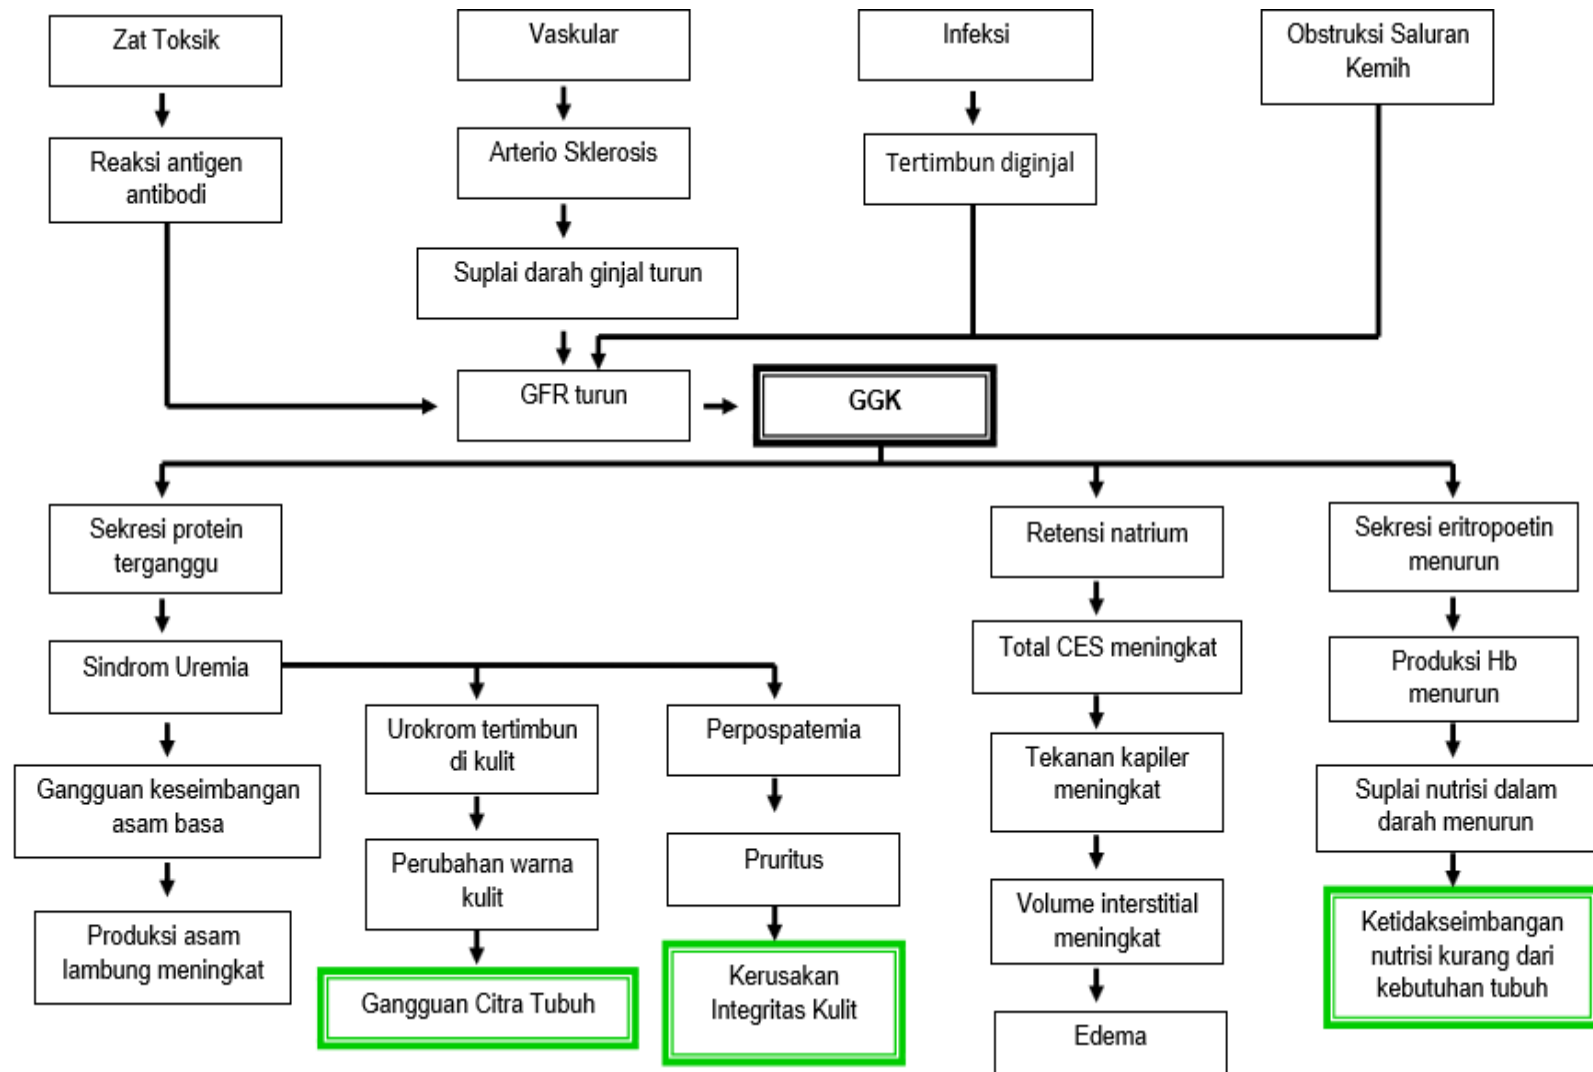 Zat Toksik
Vaskular
Infeksi
Obstruksi Saluran
Kemih
Reaksi antigen
antibodi
Arterio Sklerosis
Tertimbun diginjal
Suplai darah ginjal turun
GFR turun
GGK
Sekresi protein
terganggu
Retensi natrium
Sekresi eritropoetin
menurun
Sindrom Uremia
Total CES meningkat
Produksi Hb
menurun
Urokrom tertimbun
di kulit
Perpospatemia
Tekanan kapiler
meningkat
Gangguan keseimbangan
asam basa
Suplai nutrisi dalam
darah menurun
Perubahan warna
kulit
Pruritus
Volume interstitial
meningkat
Produksi asam
lambung meningkat
Gangguan Citra Tubuh
Kerusakan
Integritas Kulit
Ketidakseimbangan
nutrisi kurang dari
kebutuhan tubuh
Edema